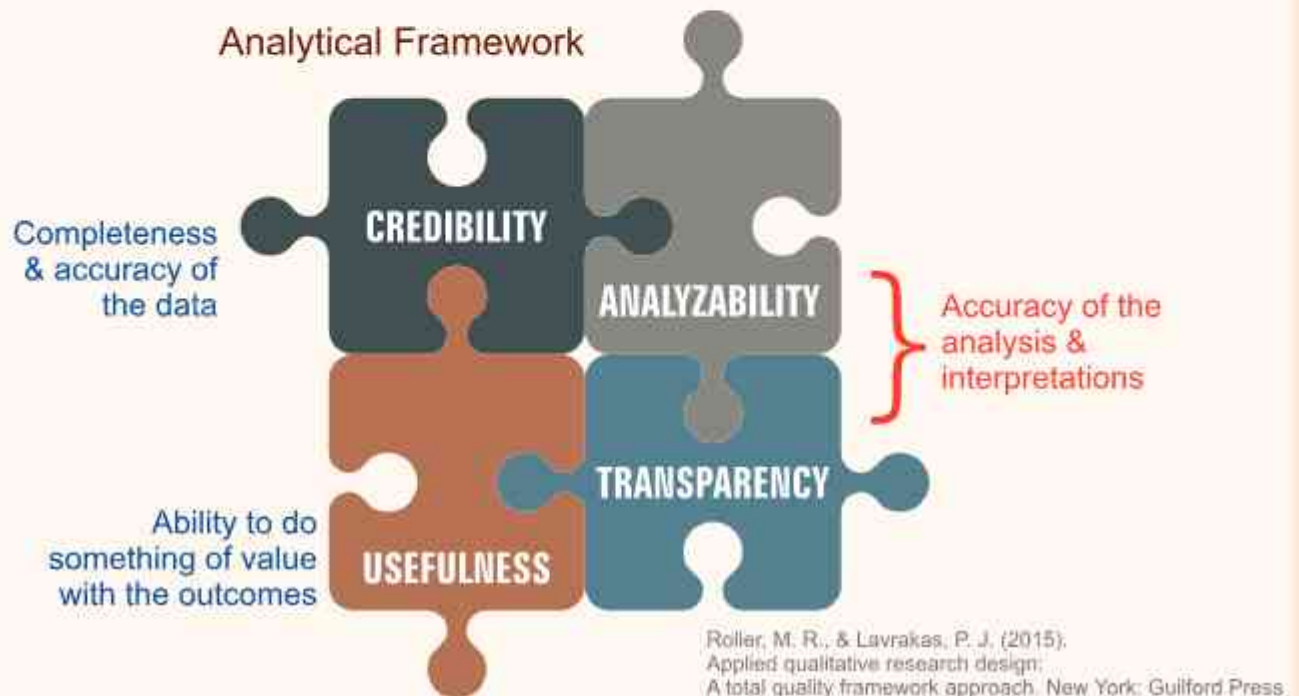 Analytical Framework
CREDIBILITY
Completeness
& accuracy of
the data
ANALYZABILITY
Accuracy of the
analysis &
interpretations
TRANSPARENCY
USEFULNESS
Ability to do
something of value
with the outcomes
Roller, M. R., & Lavrakas, P. J. (2015).
Applied qualitative research design:
A total quality framework approach. New York: Guilford Press